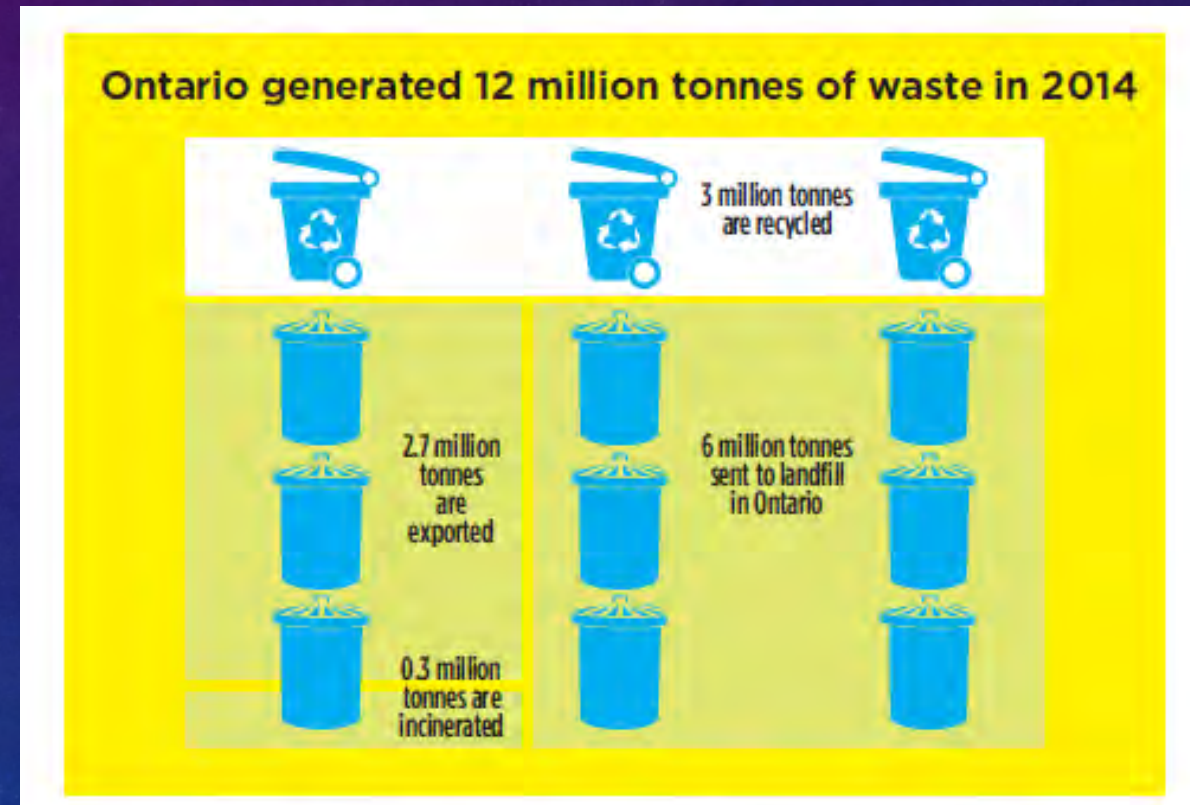 Ontario generated 12 million tonnes of waste in 2014
3 million tonnes
are recycled
2.7 million
tonnes
are
exported
6 million tonnes
sent to landfill
in Ontario
0.3 million
tonnes are
incinerated